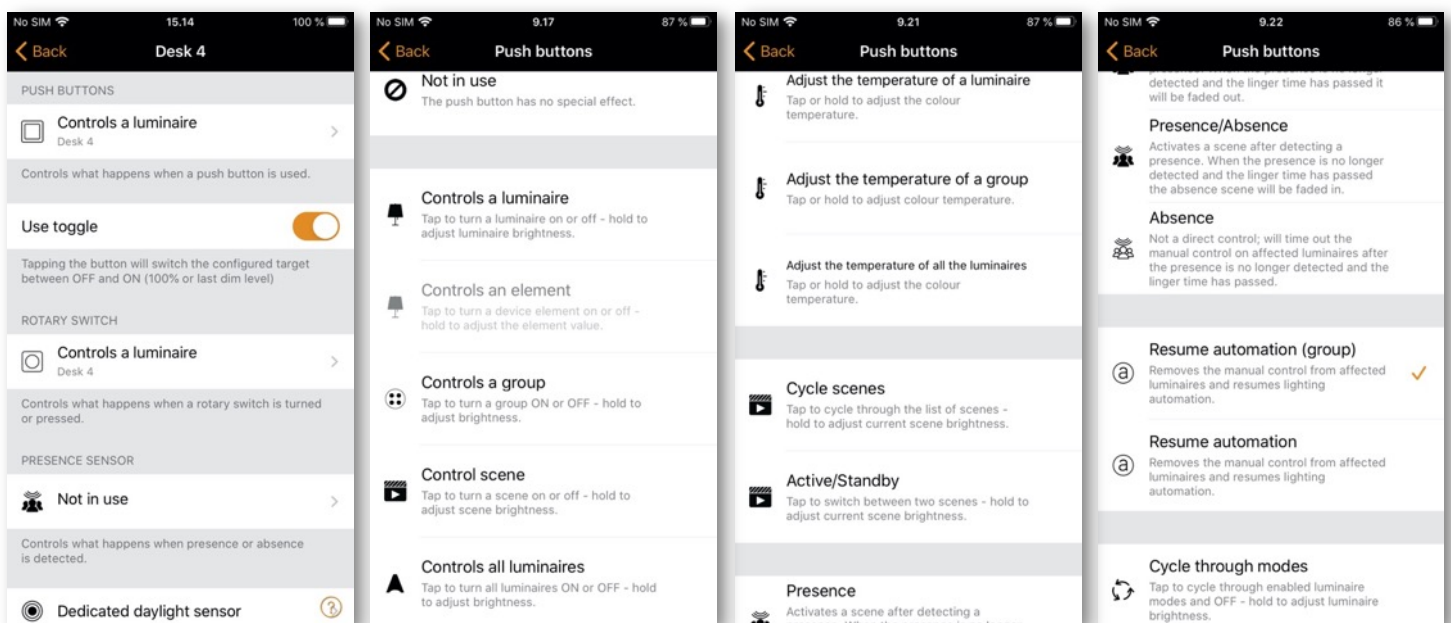 No SIM 15.14 100 %
Back Desk 4
PUSH BUTTONS
Controls a luminaire
Desk 4
Controls what happens when a push button is used.
Use toggle
Tapping the button will switch the configured target
between OFF and ON (100% or last dim level)
ROTARY SWITCH
Controls a luminaire
Desk 4
Controls what happens when a rotary switch is turned
or pressed.
PRESENCE SENSOR
Not in use
Controls what happens when presence or absence
is detected.
Dedicated daylight sensor
No SIM 9.17 87 %
Back Push buttons
Not in use
The push button has no special effect.
Controls a luminaire
Tap to turn a luminaire on or off - hold to
adjust luminaire brightness.
Controls an element
Tap to turn a device element on or off -
hold to adjust the element value.
Controls a group
Tap to turn a group ON or OFF - hold to
adjust brightness.
Control scene
Tap to turn a scene on or off - hold to
adjust scene brightness.
Controls all luminaires
Tap to turn all luminaires ON or OFF - hold
to adjust brightness.
No SIM 9.21 87 %
Back Push buttons
Adjust the temperature of a luminaire
Tap or hold to adjust the colour
temperature.
Adjust the temperature of a group
Tap or hold to adjust colour temperature.
Adjust the temperature of all the luminaires
Tap or hold to adjust the colour
temperature.
Cycle scenes
Tap to cycle through the list of scenes -
hold to adjust current scene brightness.
Active/Standby
Tap to switch between two scenes - hold to
adjust current scene brightness.
Presence
Activates a scene after detecting a
No SIM 9.22 86 %
Back Push buttons
detected and the linger time has passed it
will be faded out.
Presence/Absence
Activates a scene after detecting a
presence. When the presence is no longer
detected and the linger time has passed
the absence scene will be faded in.
Absence
Not a direct control; will time out the
manual control on affected luminaires after
the presence is no longer detected and the
linger time has passed.
Resume automation (group)
a
Removes the manual control from affected
luminaires and resumes lighting
automation.
Resume automation
a
Removes the manual control from affected
luminaires and resumes lighting
automation.
Cycle through modes
Tap to cycle through enabled luminaire
modes and OFF - hold to adjust luminaire
brightness.